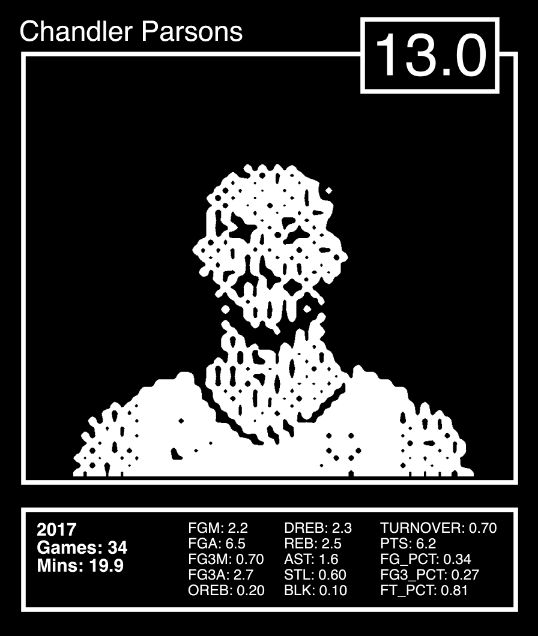 Chandler Parsons
13.0
2017
Games: 34
Mins: 19.9
FGM: 2.2
FGA: 6.5
FG3M: 0.70
FG3A: 2.7
OREB: 0.20
DREB: 2.3
REB: 2.5
AST: 1.6
STL: 0.60
BLK: 0.10
TURNOVER: 0.70
PTS: 6.2
FG_PCT: 0.34
FG3_PCT: 0.27
FT_PCT: 0.81